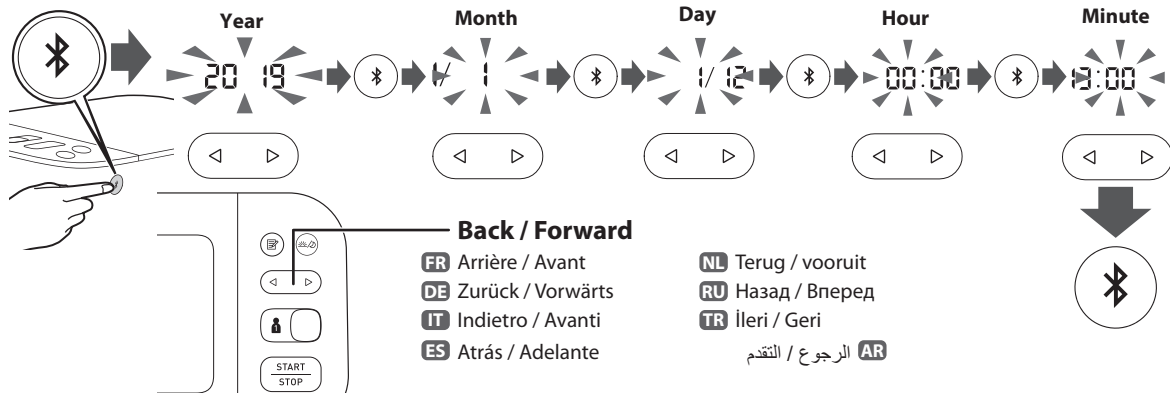 Year Month Day Hour Minute
20 19 1/ 1 1/ 12 00:00 13:00
Back / Forward
FR Arrière / Avant
DE Zurück / Vorwärts
IT Indietro / Avanti
ES Atrás / Adelante
NL Terug / vooruit
RU Назад / Вперед
TR İleri / Geri
AR الرجوع / التقدم
START
STOP